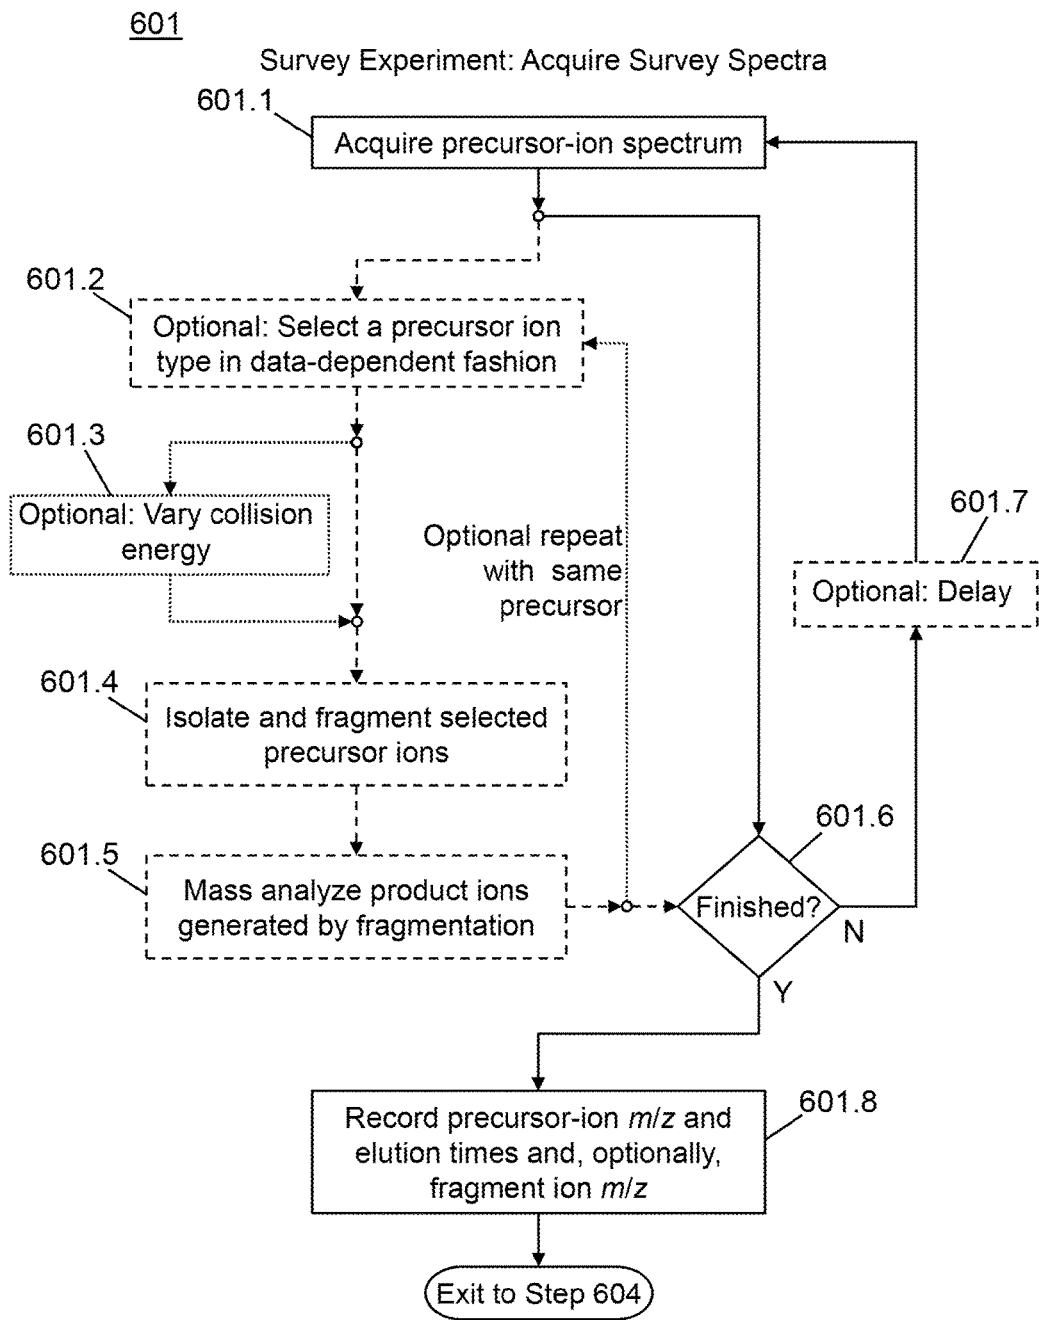 601
Survey Experiment: Acquire Survey Spectra
601.1
Acquire precursor-ion spectrum
601.2
Optional: Select a precursor ion
type in data-dependent fashion
601.3
Optional: Vary collision
energy
Optional repeat
with same
precursor
601.7
Optional: Delay
601.4
Isolate and fragment selected
precursor ions
601.5
Mass analyze product ions
generated by fragmentation
601.6
Finished?
N
Y
601.8
Record precursor-ion m/z and
elution times and, optionally,
fragment ion m/z
Exit to Step 604